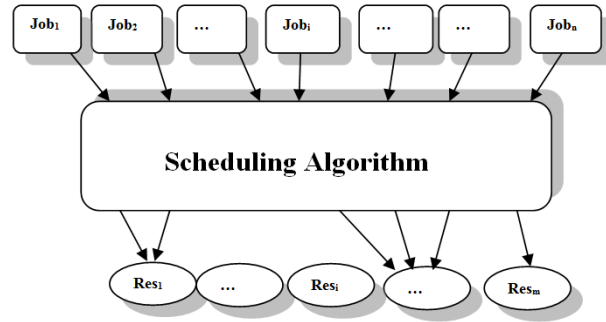 Job₁ Job₂ ... Jobᵢ ... ... Jobₙ
Scheduling Algorithm
Res₁ ... Resᵢ ... Resₘ